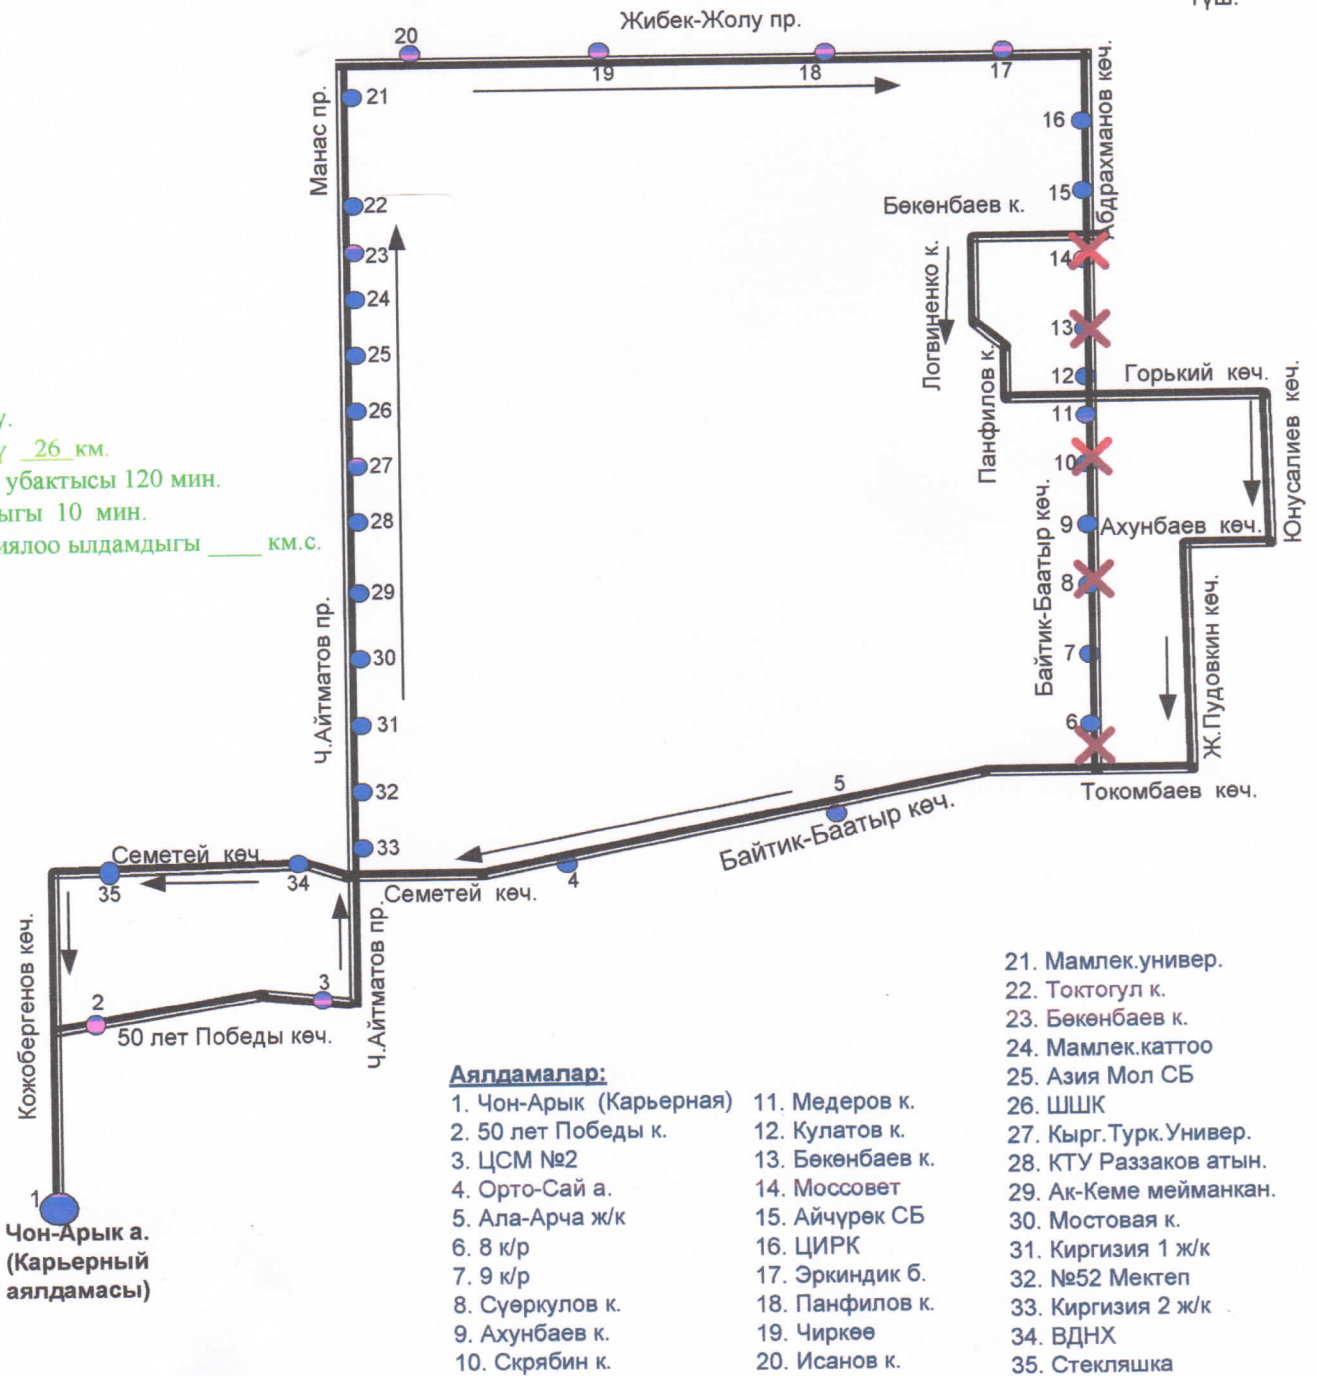 түш.
Жибек-Жолу пр.
20
19
18
17
21
16
Манас пр.
Абдрахманов көч.
22
15
Бөкөнбаев к.
23
14
Логвиненко к.
24
13
25
12
Горький көч.
Панфилов к.
Юнусалиев көч.
26
11
26 км.
27
10
убактысы 120 мин.
28
9
Ахунбаев көч.
10 мин.
ылдамдыгы ____ км.с.
29
8
Байтик-Баатыр көч.
Ч.Айтматов пр.
30
7
Ж.Пудовкин көч.
31
6
32
5
Токомбаев көч.
33
Байтик-Баатыр көч.
Семетей көч.
34
35
4
Семетей көч.
Кожобергенов көч.
Ч.Айтматов пр.
3
2
50 лет Победы көч.
1
Чон-Арык а.
(Карьерный
аялдамасы)
Аялдамалар:
1. Чон-Арык (Карьерная)
2. 50 лет Победы к.
3. ЦСМ №2
4. Орто-Сай а.
5. Ала-Арча ж/к
6. 8 к/р
7. 9 к/р
8. Сүөркулов к.
9. Ахунбаев к.
10. Скрябин к.
11. Медеров к.
12. Кулатов к.
13. Бөкөнбаев к.
14. Моссовет
15. Айчүрөк СБ
16. ЦИРК
17. Эркиндик б.
18. Панфилов к.
19. Чиркөө
20. Исанов к.
21. Мамлек.универ.
22. Токтогул к.
23. Бөкөнбаев к.
24. Мамлек.каттоо
25. Азия Мол СБ
26. ШШК
27. Кырг.Турк.Универ.
28. КТУ Раззаков атын.
29. Ак-Кеме мейманкан.
30. Мостовая к.
31. Киргизия 1 ж/к
32. №52 Мектеп
33. Киргизия 2 ж/к
34. ВДНХ
35. Стекляшка